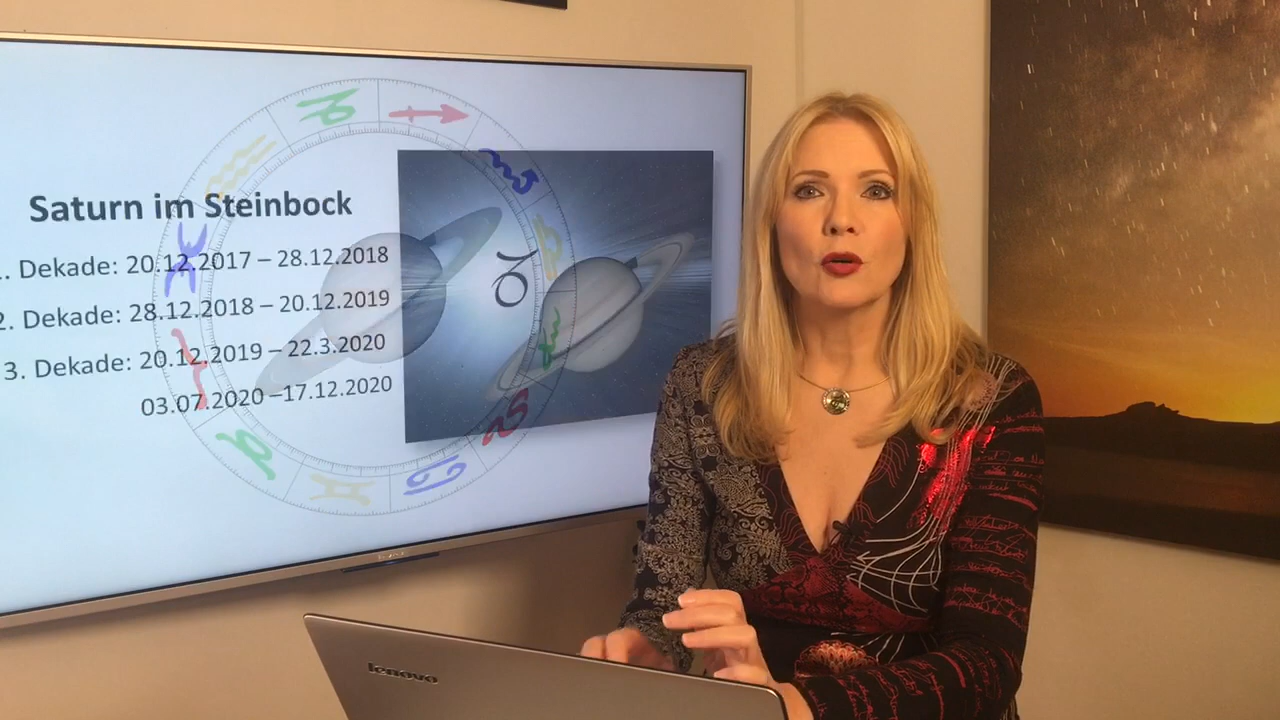 Saturn im Steinbock
. Dekade: 20.12.2017 – 28.12.2018
2. Dekade: 28.12.2018 – 20.12.2019
3. Dekade: 20.12.2019 – 22.3.2020
03.07.2020 –17.12.2020
lenovo